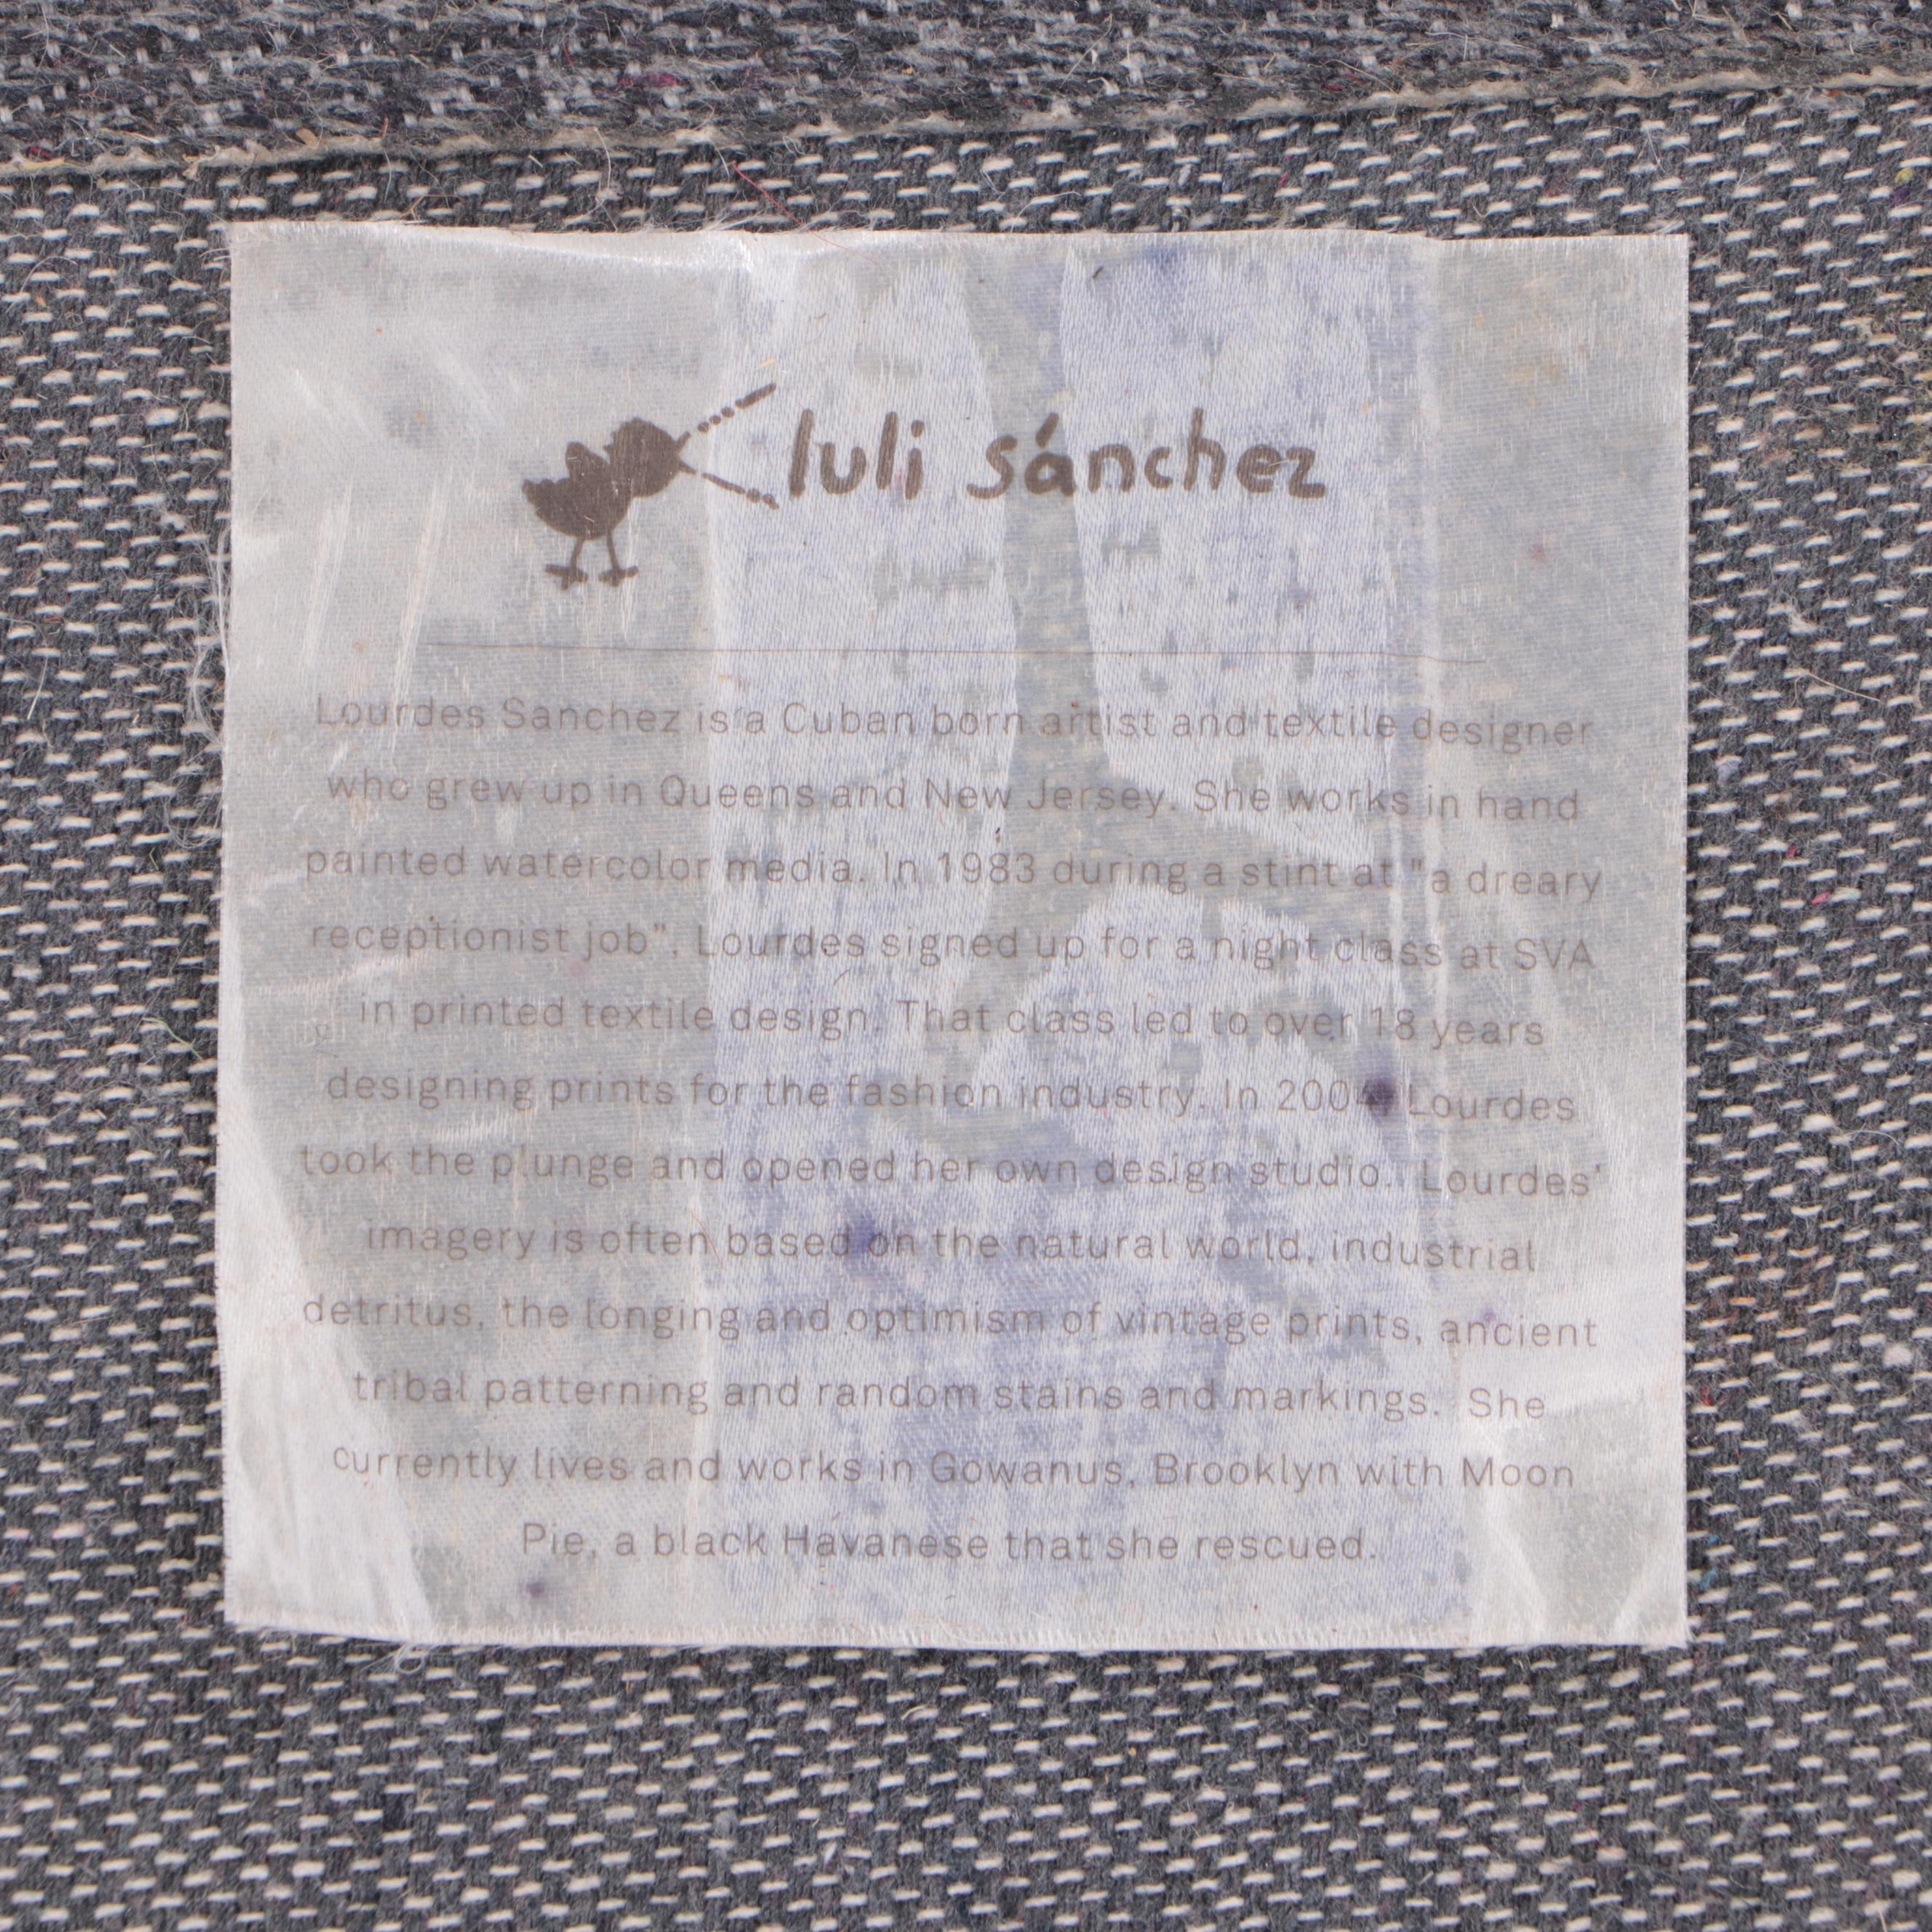 luli sánchez
Lourdes Sanchez is a Cuban born artist and textile designer
who grew up in Queens and New Jersey. She works in hand
painted watercolor media. In 1983 during a stint at "a dreary
receptionist job", Lourdes signed up for a night class at SVA
in printed textile design. That class led to over 18 years
designing prints for the fashion industry. In 2004, Lourdes
took the plunge and opened her own design studio. Lourdes'
imagery is often based on the natural world, industrial
detritus, the longing and optimism of vintage prints, ancient
tribal patterning and random stains and markings. She
currently lives and works in Gowanus, Brooklyn with Moon
Pie, a black Havanese that she rescued.